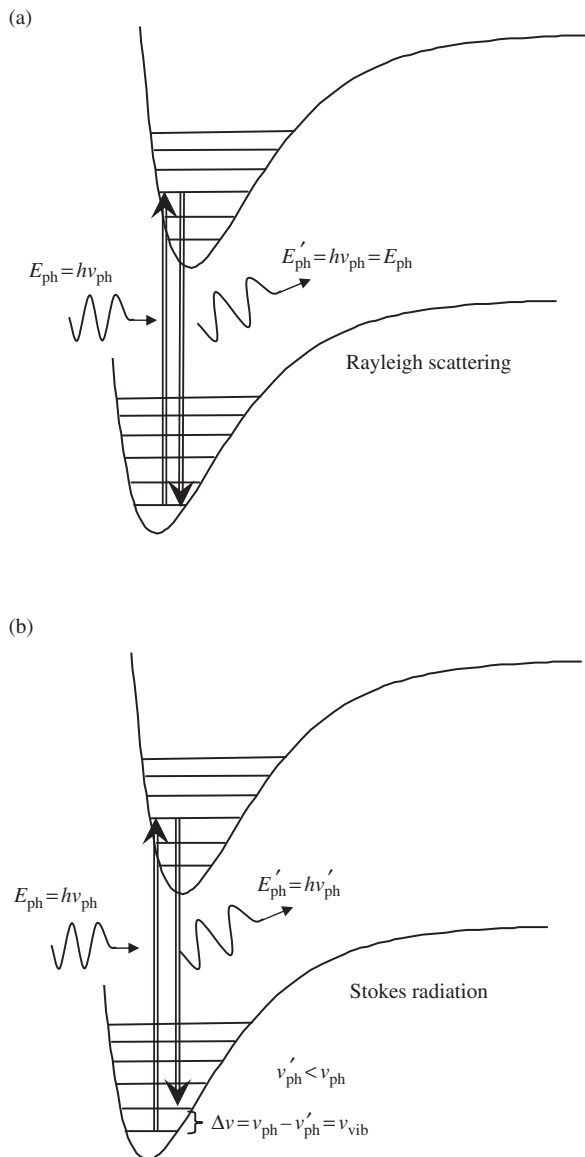 (a)
E′ph = hνph = Eph
Eph = hνph
Rayleigh scattering
(b)
E′ph = hν′ph
Eph = hνph
Stokes radiation
ν′ph < νph
Δν = νph – ν′ph = νvib